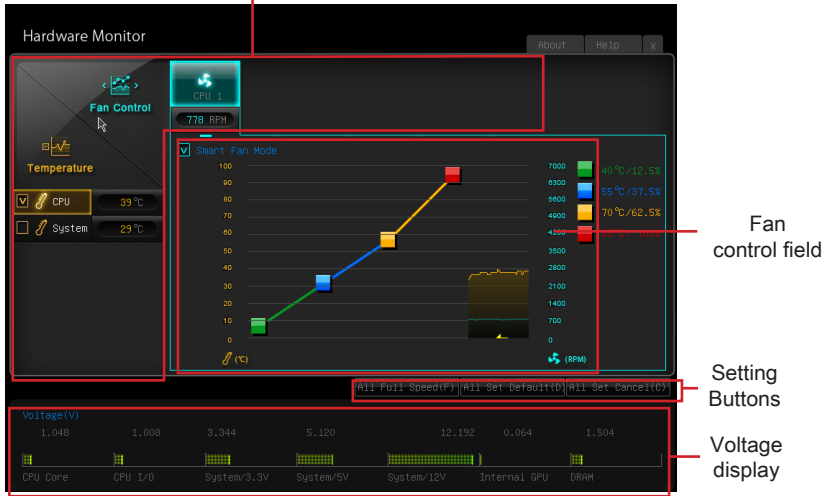 Hardware Monitor
About
Help
X
Fan Control
CPU 1
778 RPM
Temperature
CPU
39°C
System
29°C
Smart Fan Mode
100
90
80
70
60
50
40
30
20
10
0
(°C)
7000
6300
5600
4900
4200
3500
2800
2100
1400
700
0
(RPM)
40°C/12.5%
55°C/37.5%
70°C/62.5%
Fan
control field
All Full Speed(F)
All Set Default(D)
All Set Cancel(C)
Setting
Buttons
Voltage(V)
1.048
1.008
3.344
5.120
12.192
0.064
1.504
CPU Core
CPU I/O
System/3.3V
System/5V
System/12V
Internal GPU
DRAM
Voltage
display